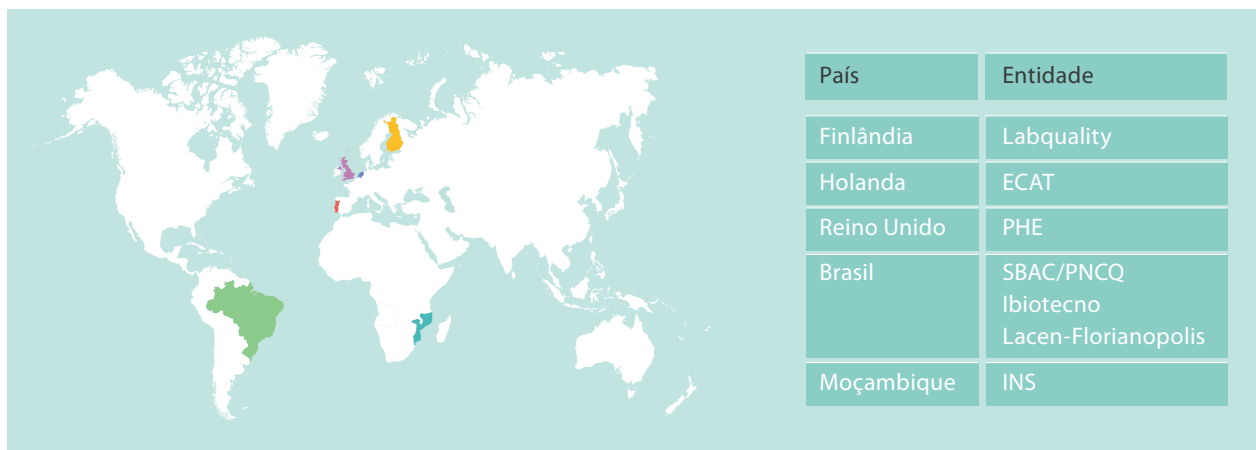 País Entidade
Finlândia Labquality
Holanda ECAT
Reino Unido PHE
Brasil SBAC/PNCQ
Ibiotecno
Lacen-Florianopolis
Moçambique INS